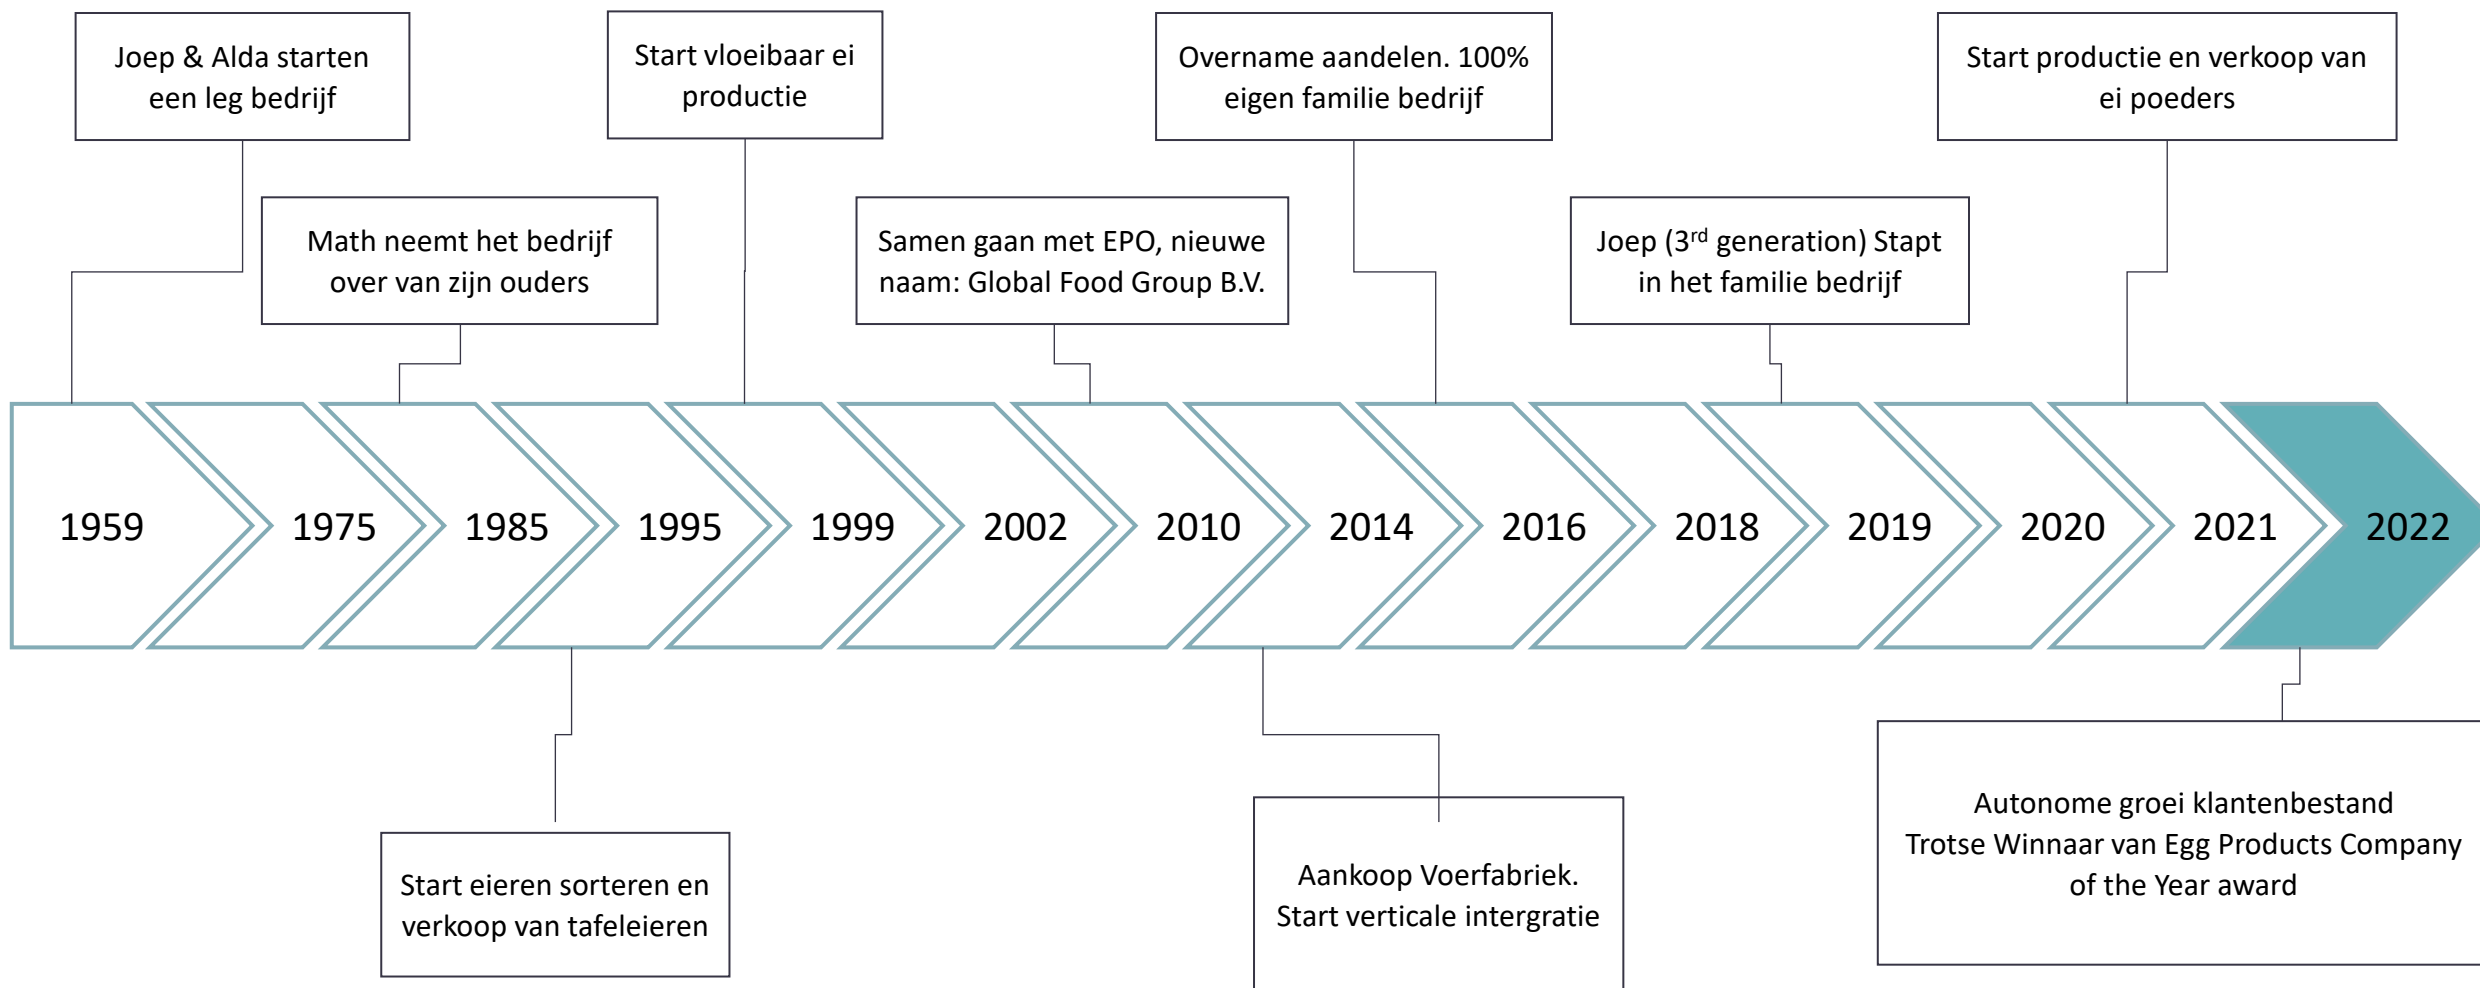 Joep & Alda starten
een leg bedrijf
Start vloeibaar ei
productie
Overname aandelen. 100%
eigen familie bedrijf
Start productie en verkoop van
ei poeders
Math neemt het bedrijf
over van zijn ouders
Samen gaan met EPO, nieuwe
naam: Global Food Group B.V.
Joep (3rd generation) Stapt
in het familie bedrijf
1959
1975
1985
1995
1999
2002
2010
2014
2016
2018
2019
2020
2021
2022
Start eieren sorteren en
verkoop van tafeleieren
Aankoop Voerfabriek.
Start verticale intergratie
Autonome groei klantenbestand
Trotse Winnaar van Egg Products Company
of the Year award